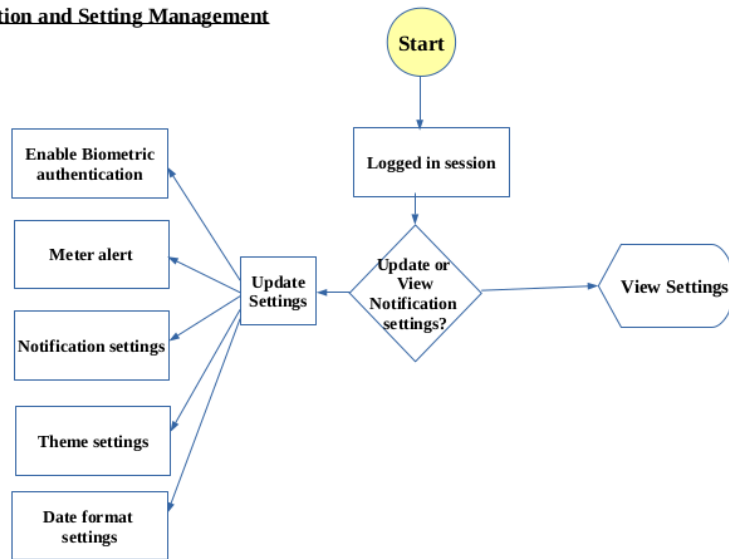 tion and Setting Management
Start
Logged in session
Update or
View
Notification
settings?
View Settings
Update
Settings
Enable Biometric
authentication
Meter alert
Notification settings
Theme settings
Date format
settings